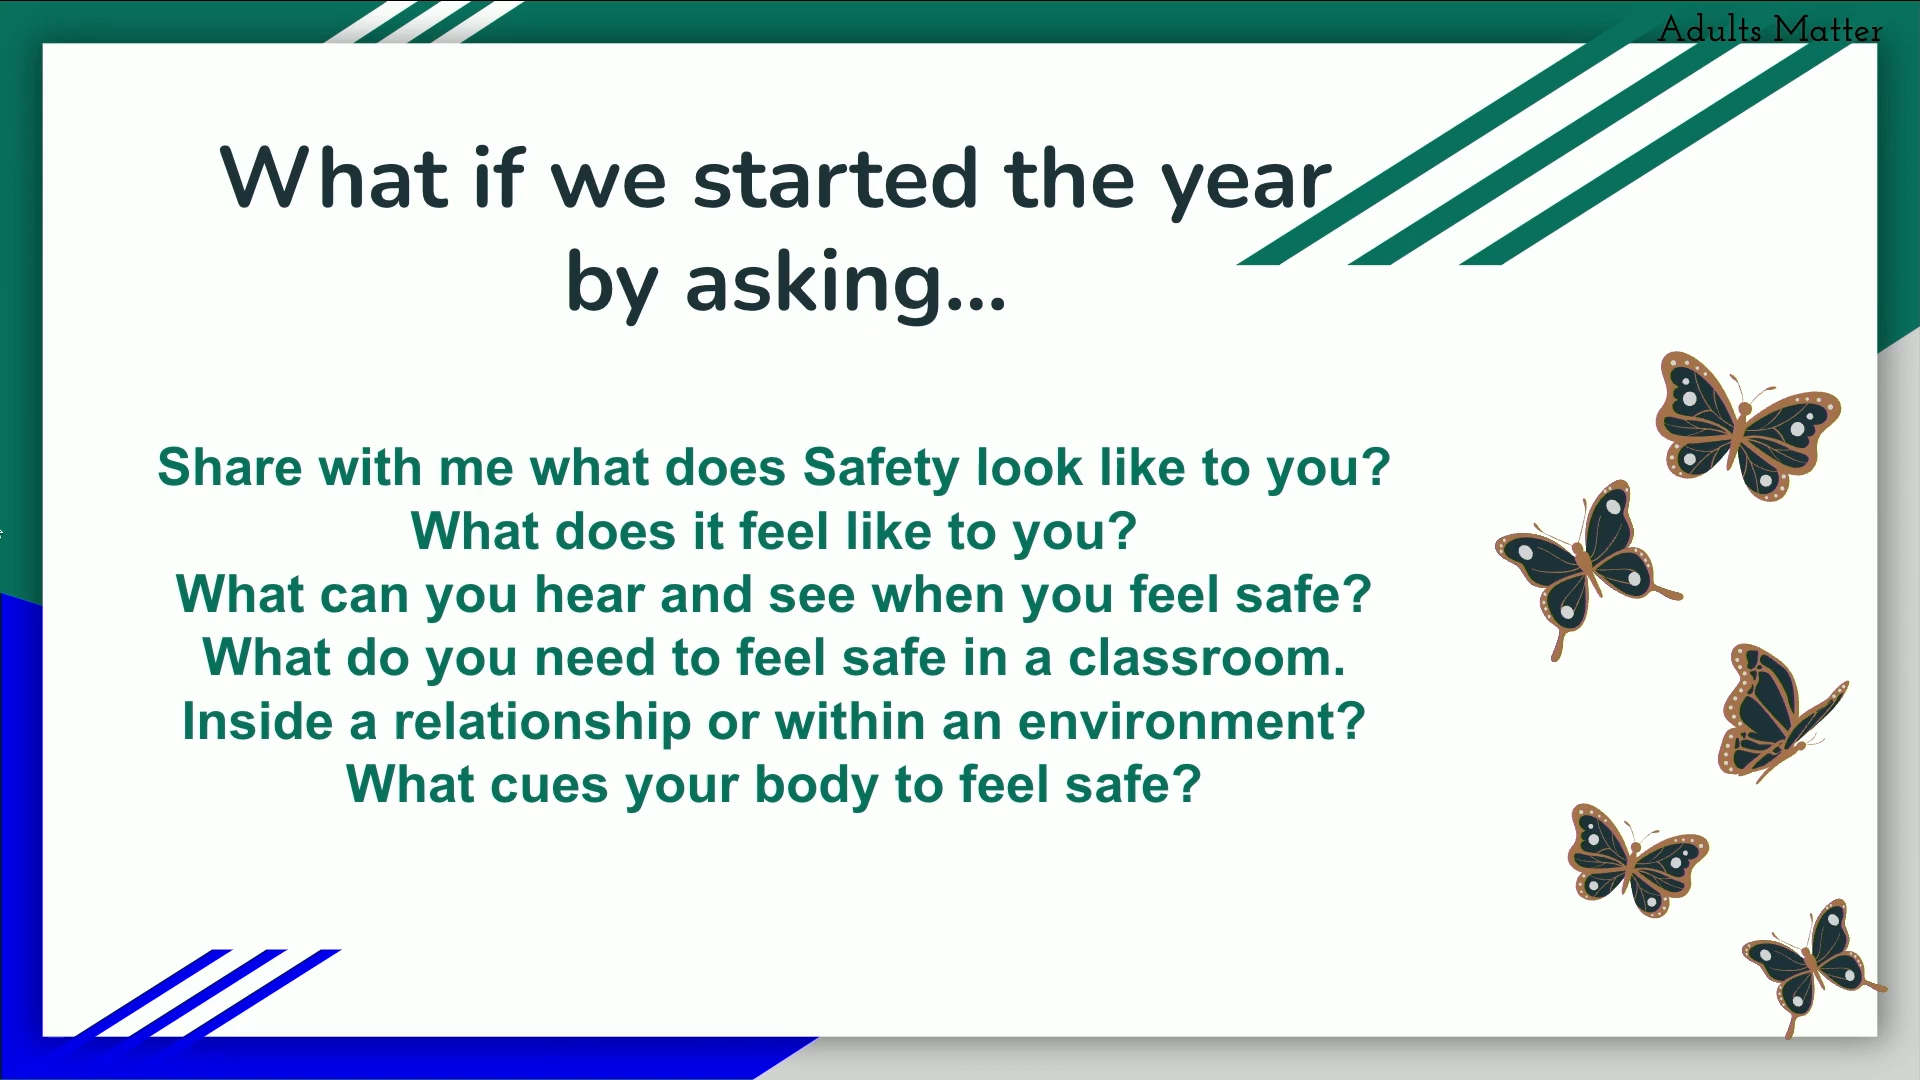 Adults Matter
What if we started the year
by asking...
Share with me what does Safety look like to you?
What does it feel like to you?
What can you hear and see when you feel safe?
What do you need to feel safe in a classroom.
Inside a relationship or within an environment?
What cues your body to feel safe?